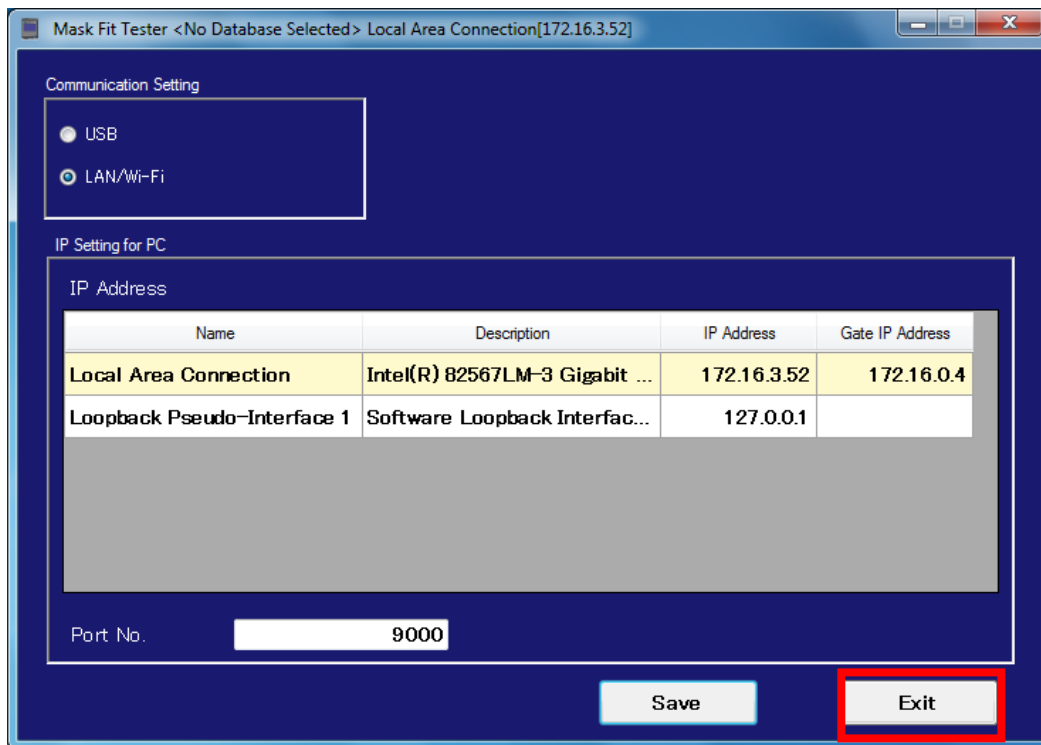 Mask Fit Tester <No Database Selected> Local Area Connection[172.16.3.52]
Communication Setting
USB
LAN/Wi-Fi
IP Setting for PC
IP Address
Name Description IP Address Gate IP Address
Local Area Connection Intel(R) 82567LM-3 Gigabit ... 172.16.3.52 172.16.0.4
Loopback Pseudo-Interface 1 Software Loopback Interfac... 127.0.0.1
Port No. 9000
Save Exit